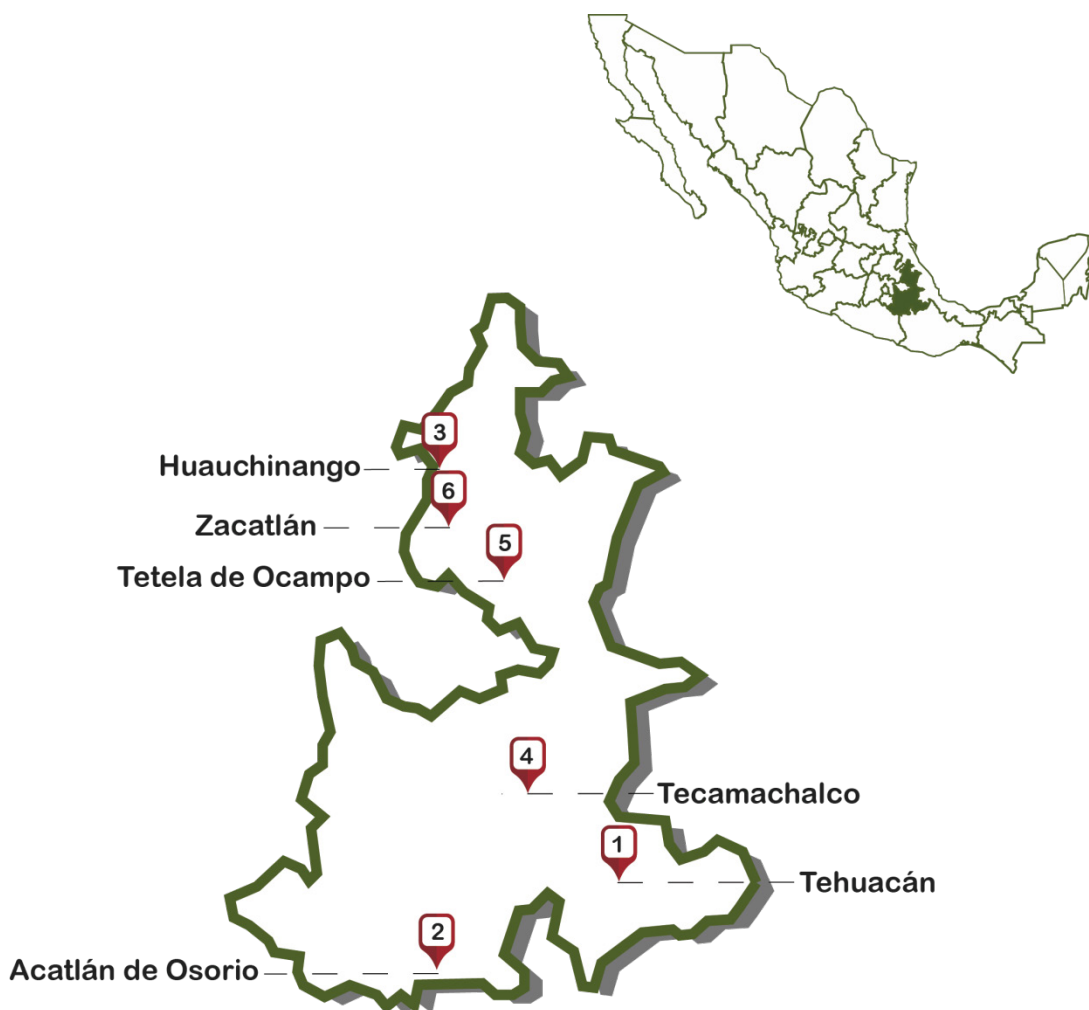 3
Huauchinango
6
Zacatlán
5
Tetela de Ocampo
4
Tecamachalco
1
Tehuacán
2
Acatlán de Osorio